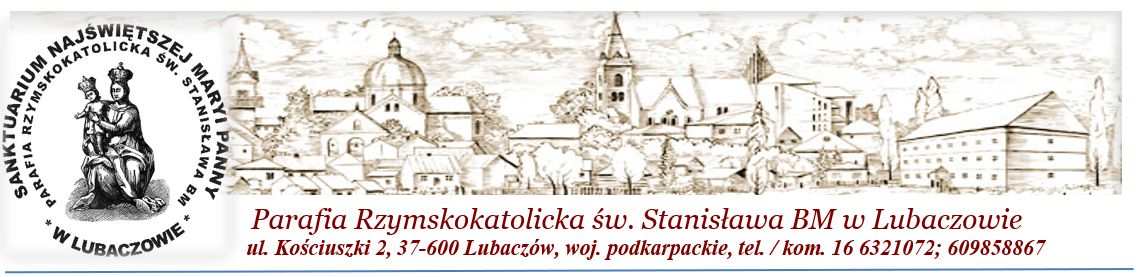 SANKTUARIUM NAJŚWIĘTSZEJ MARYI PANNY
PARAFIA RZYMSKOKATOLICKA ŚW. STANISŁAWA BM
* W LUBACZOWIE *
Parafia Rzymskokatolicka św. Stanisława BM w Lubaczowie
ul. Kościuszki 2, 37-600 Lubaczów, woj. podkarpackie, tel. / kom. 16 6321072; 609858867